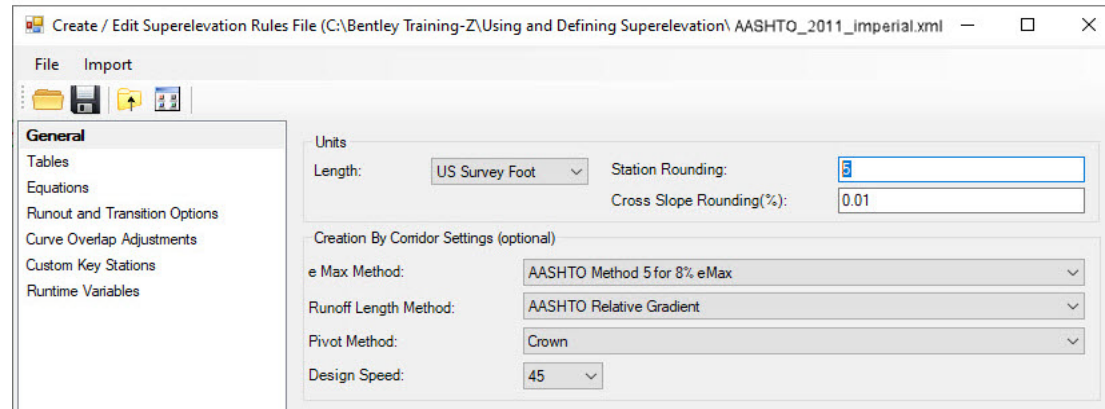 Create / Edit Superelevation Rules File (C:\Bentley Training-Z\Using and Defining Superelevation\ AASHTO_2011_imperial.xml
File Import
General
Tables
Equations
Runout and Transition Options
Curve Overlap Adjustments
Custom Key Stations
Runtime Variables
Units
Length: US Survey Foot Station Rounding: 5
Cross Slope Rounding(%): 0.01
Creation By Corridor Settings (optional)
e Max Method: AASHTO Method 5 for 8% eMax
Runoff Length Method: AASHTO Relative Gradient
Pivot Method: Crown
Design Speed: 45